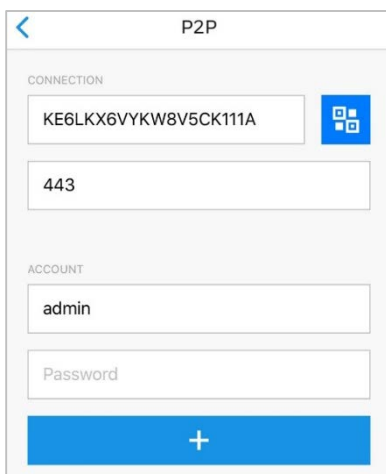 P2P
CONNECTION
KE6LKX6VYKW8V5CK111A
443
ACCOUNT
admin
Password
+